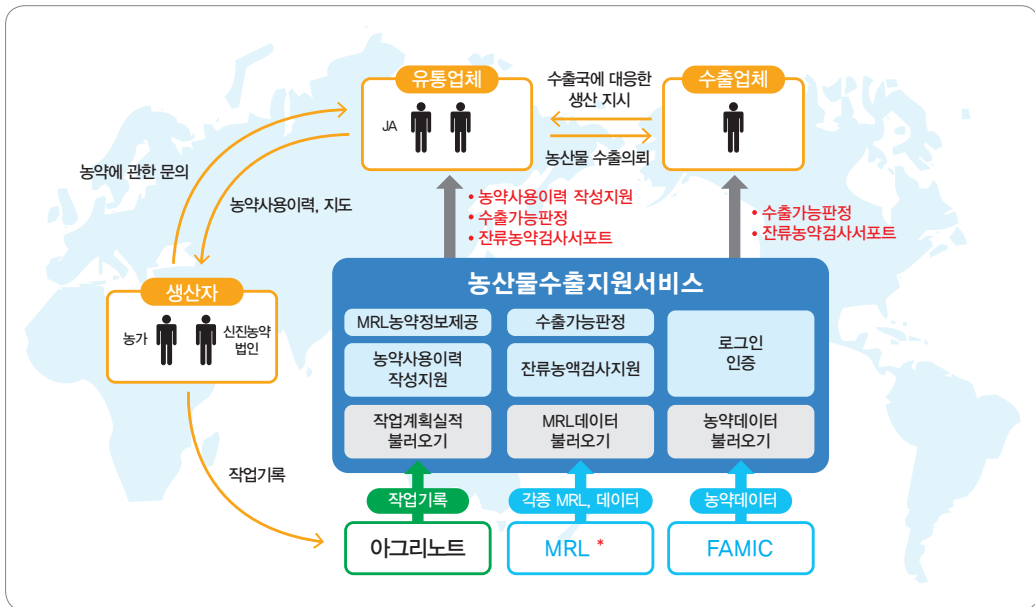 유통업체
JA
수출국에 대응한
생산 지시
농산물 수출의뢰
수출업체
농약에 관한 문의
농약사용이력, 지도
• 농약사용이력 작성지원
• 수출가능판정
• 잔류농약검사서포트
• 수출가능판정
• 잔류농약검사서포트
생산자
농가
신진농약
법인
농산물수출지원서비스
MRL농약정보제공
수출가능판정
로그인
인증
농약사용이력
작성지원
잔류농액검사지원
작업계획실적
불러오기
MRL데이터
불러오기
농약데이터
불러오기
작업기록
작업기록
각종 MRL, 데이터
농약데이터
아그리노트
MRL *
FAMIC